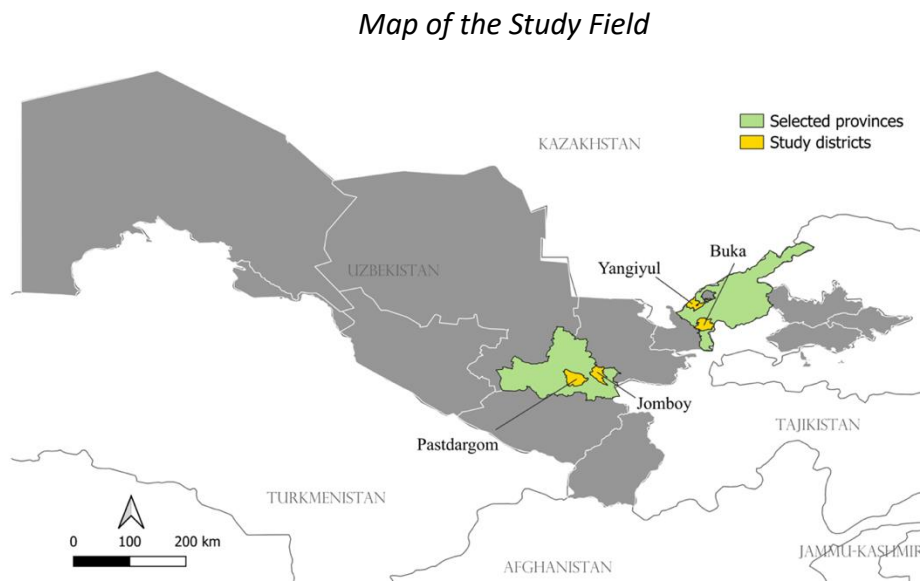 Map of the Study Field
Selected provinces
Study districts
KAZAKHSTAN
Buka
Yangiyul
UZBEKISTAN
Jomboy
Pastdargom
TAJIKISTAN
TURKMENISTAN
0 100 200 km
AFGHANISTAN
JAMMU-KASHMIR